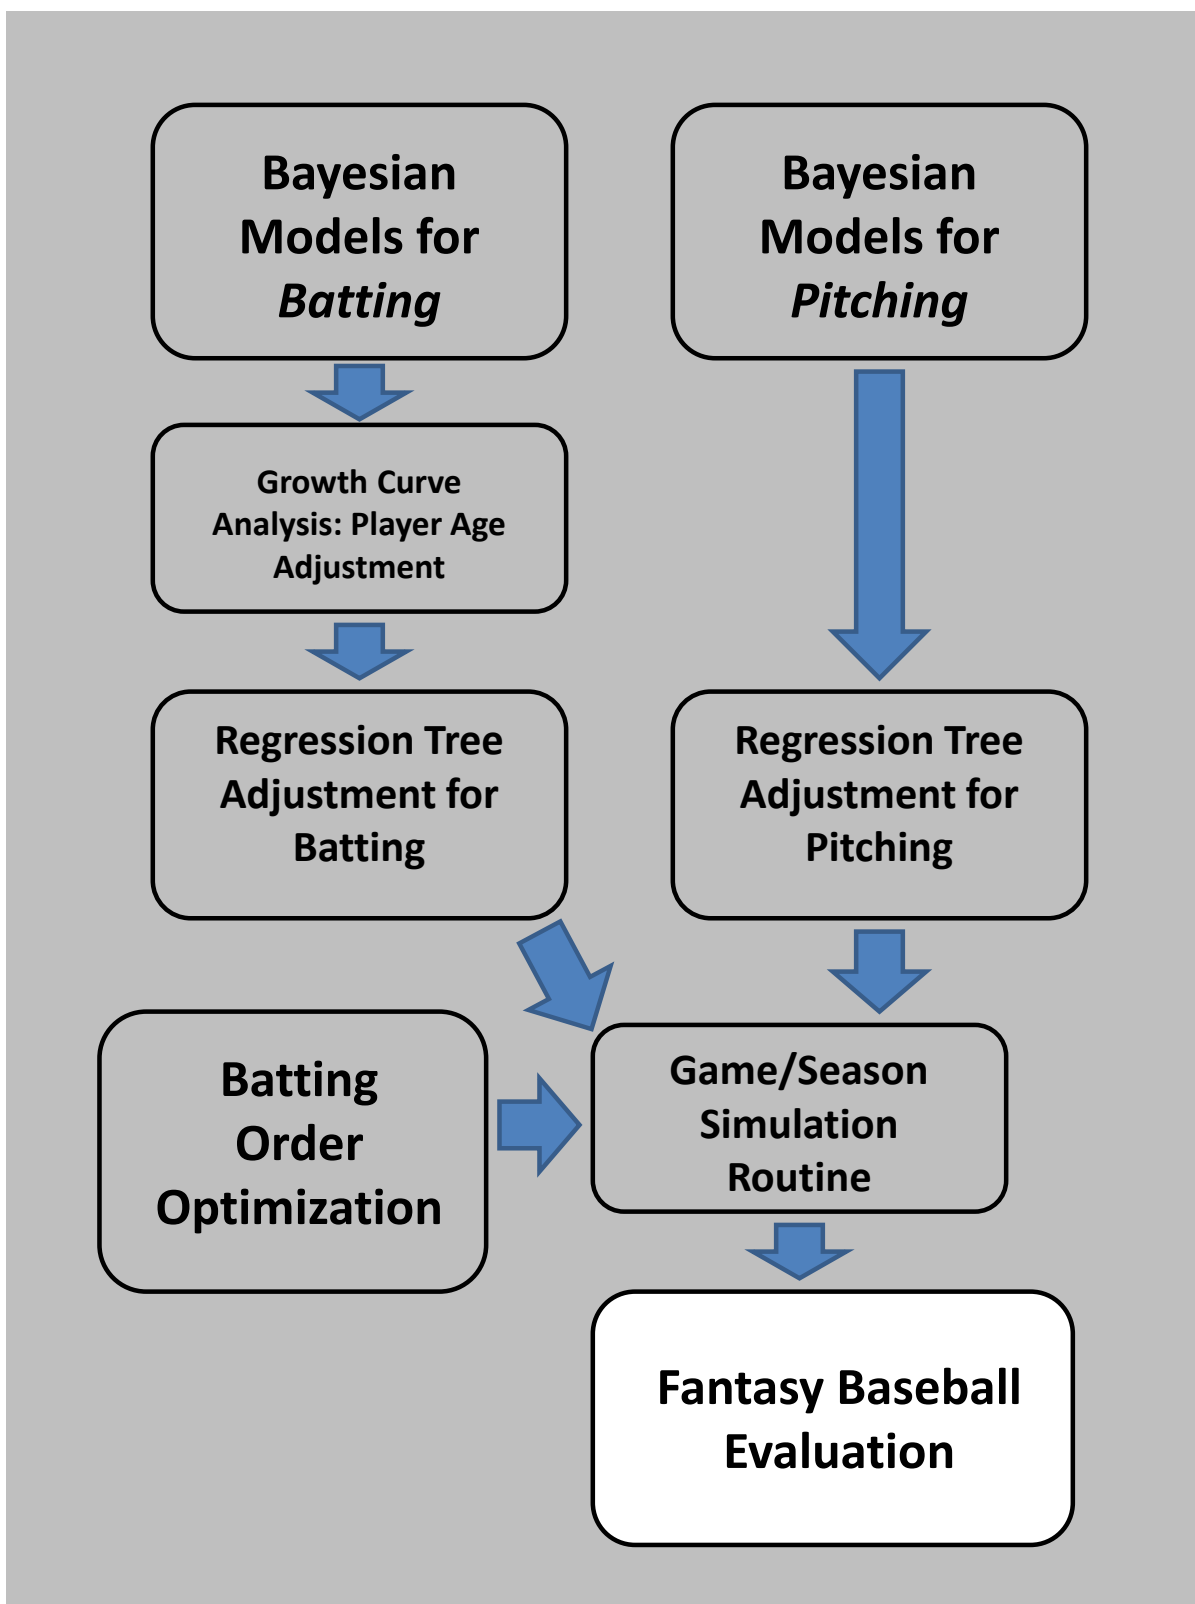 Bayesian
Models for
Batting
Bayesian
Models for
Pitching
Growth Curve
Analysis: Player Age
Adjustment
Regression Tree
Adjustment for
Batting
Regression Tree
Adjustment for
Pitching
Batting
Order
Optimization
Game/Season
Simulation
Routine
Fantasy Baseball
Evaluation